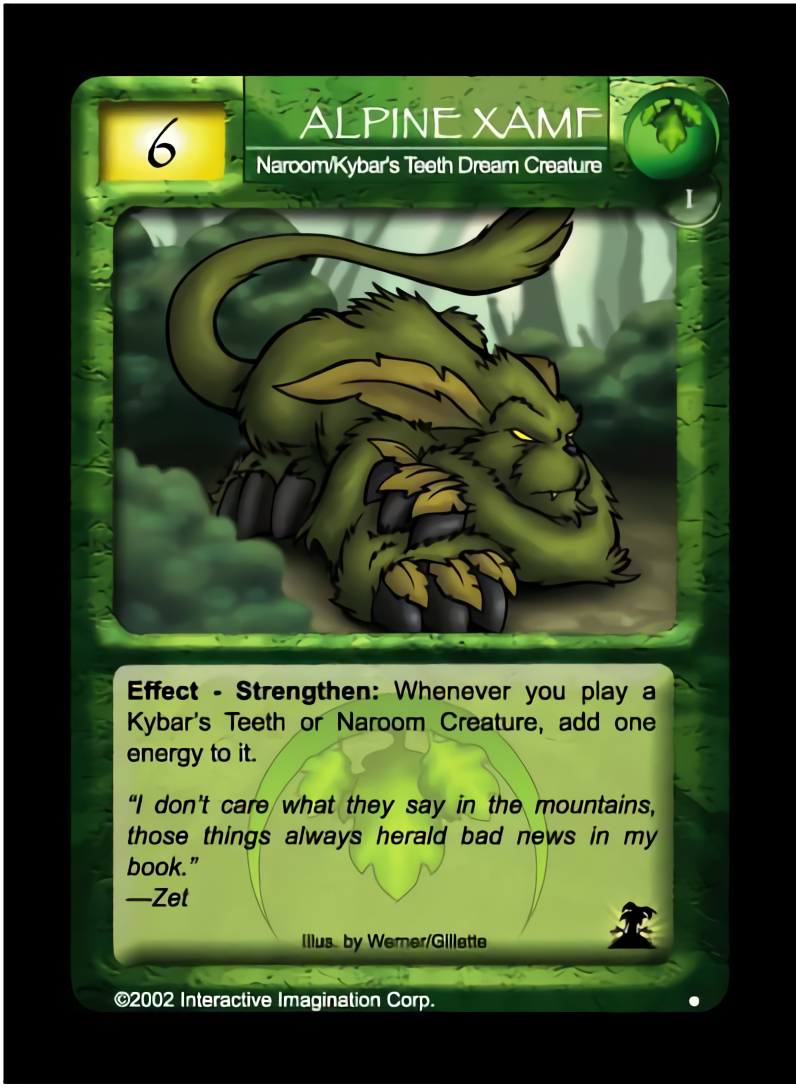 6
ALPINE XAMF
Naroom/Kybar's Teeth Dream Creature
I
Effect - Strengthen: Whenever you play a
Kybar's Teeth or Naroom Creature, add one
energy to it.
“I don't care what they say in the mountains,
those things always herald bad news in my
book.”
—Zet
Illus. by Werner/Gillette
©2002 Interactive Imagination Corp.